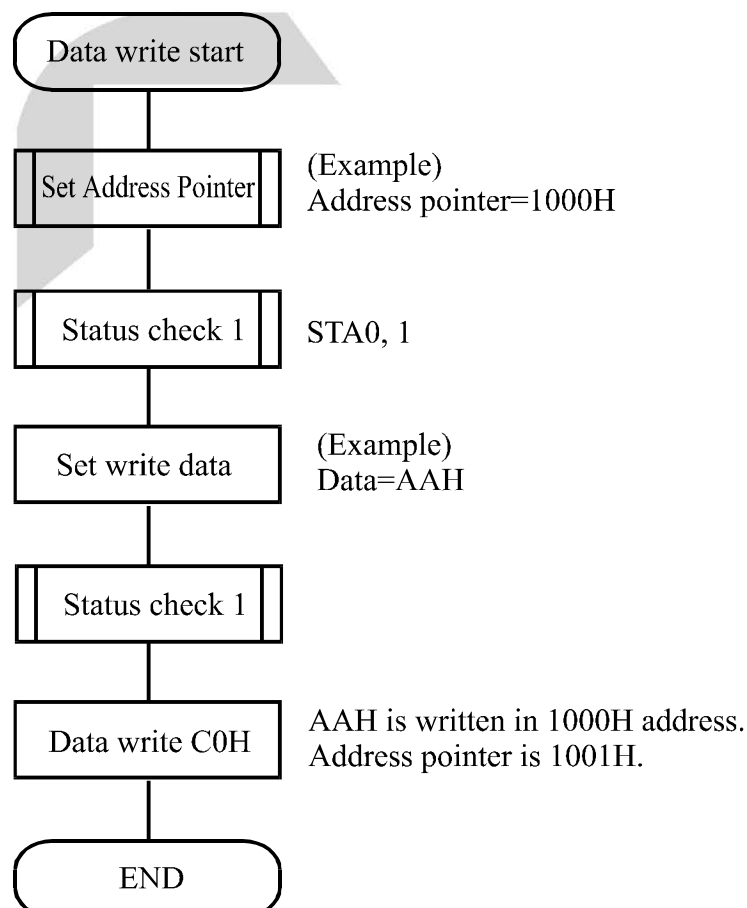 Data write start
Set Address Pointer
(Example)
Address pointer=1000H
Status check 1
STA0, 1
Set write data
(Example)
Data=AAH
Status check 1
Data write C0H
AAH is written in 1000H address.
Address pointer is 1001H.
END